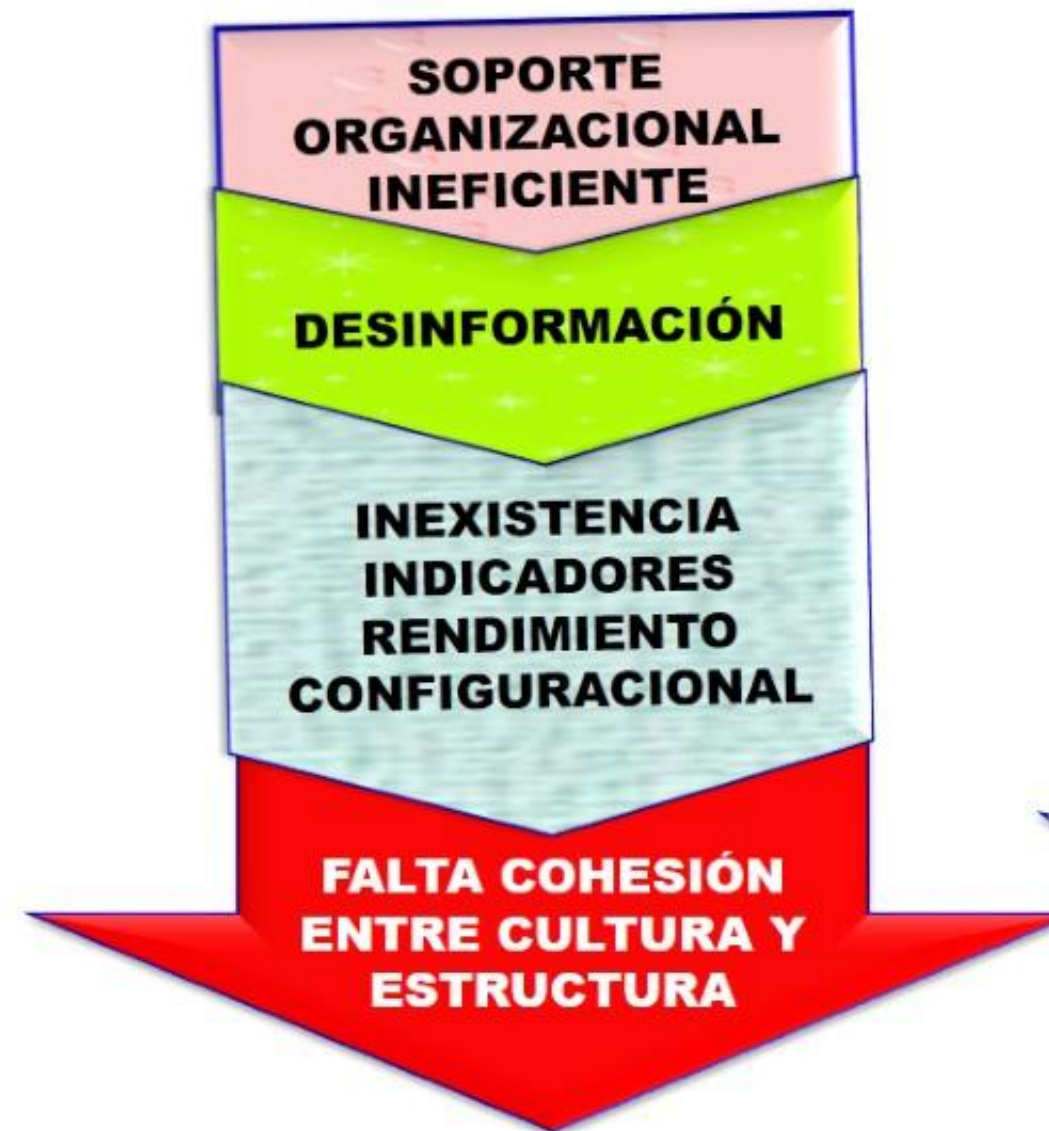 SOPORTE
ORGANIZACIONAL
INEFICIENTE
DESINFORMACIÓN
INEXISTENCIA
INDICADORES
RENDIMIENTO
CONFIGURACIONAL
FALTA COHESIÓN
ENTRE CULTURA Y
ESTRUCTURA